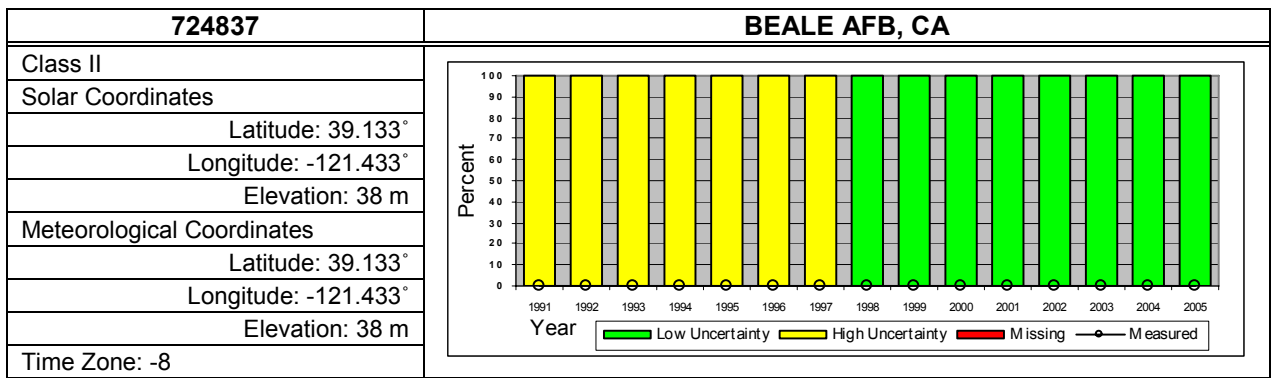 724837
BEALE AFB, CA
Class II
Solar Coordinates
Latitude: 39.133˚
Longitude: -121.433˚
Elevation: 38 m
Meteorological Coordinates
Latitude: 39.133˚
Longitude: -121.433˚
Elevation: 38 m
Time Zone: -8
Percent
100
90
80
70
60
50
40
30
20
10
0
1991 1992 1993 1994 1995 1996 1997 1998 1999 2000 2001 2002 2003 2004 2005
Year
Low Uncertainty High Uncertainty Missing Measured